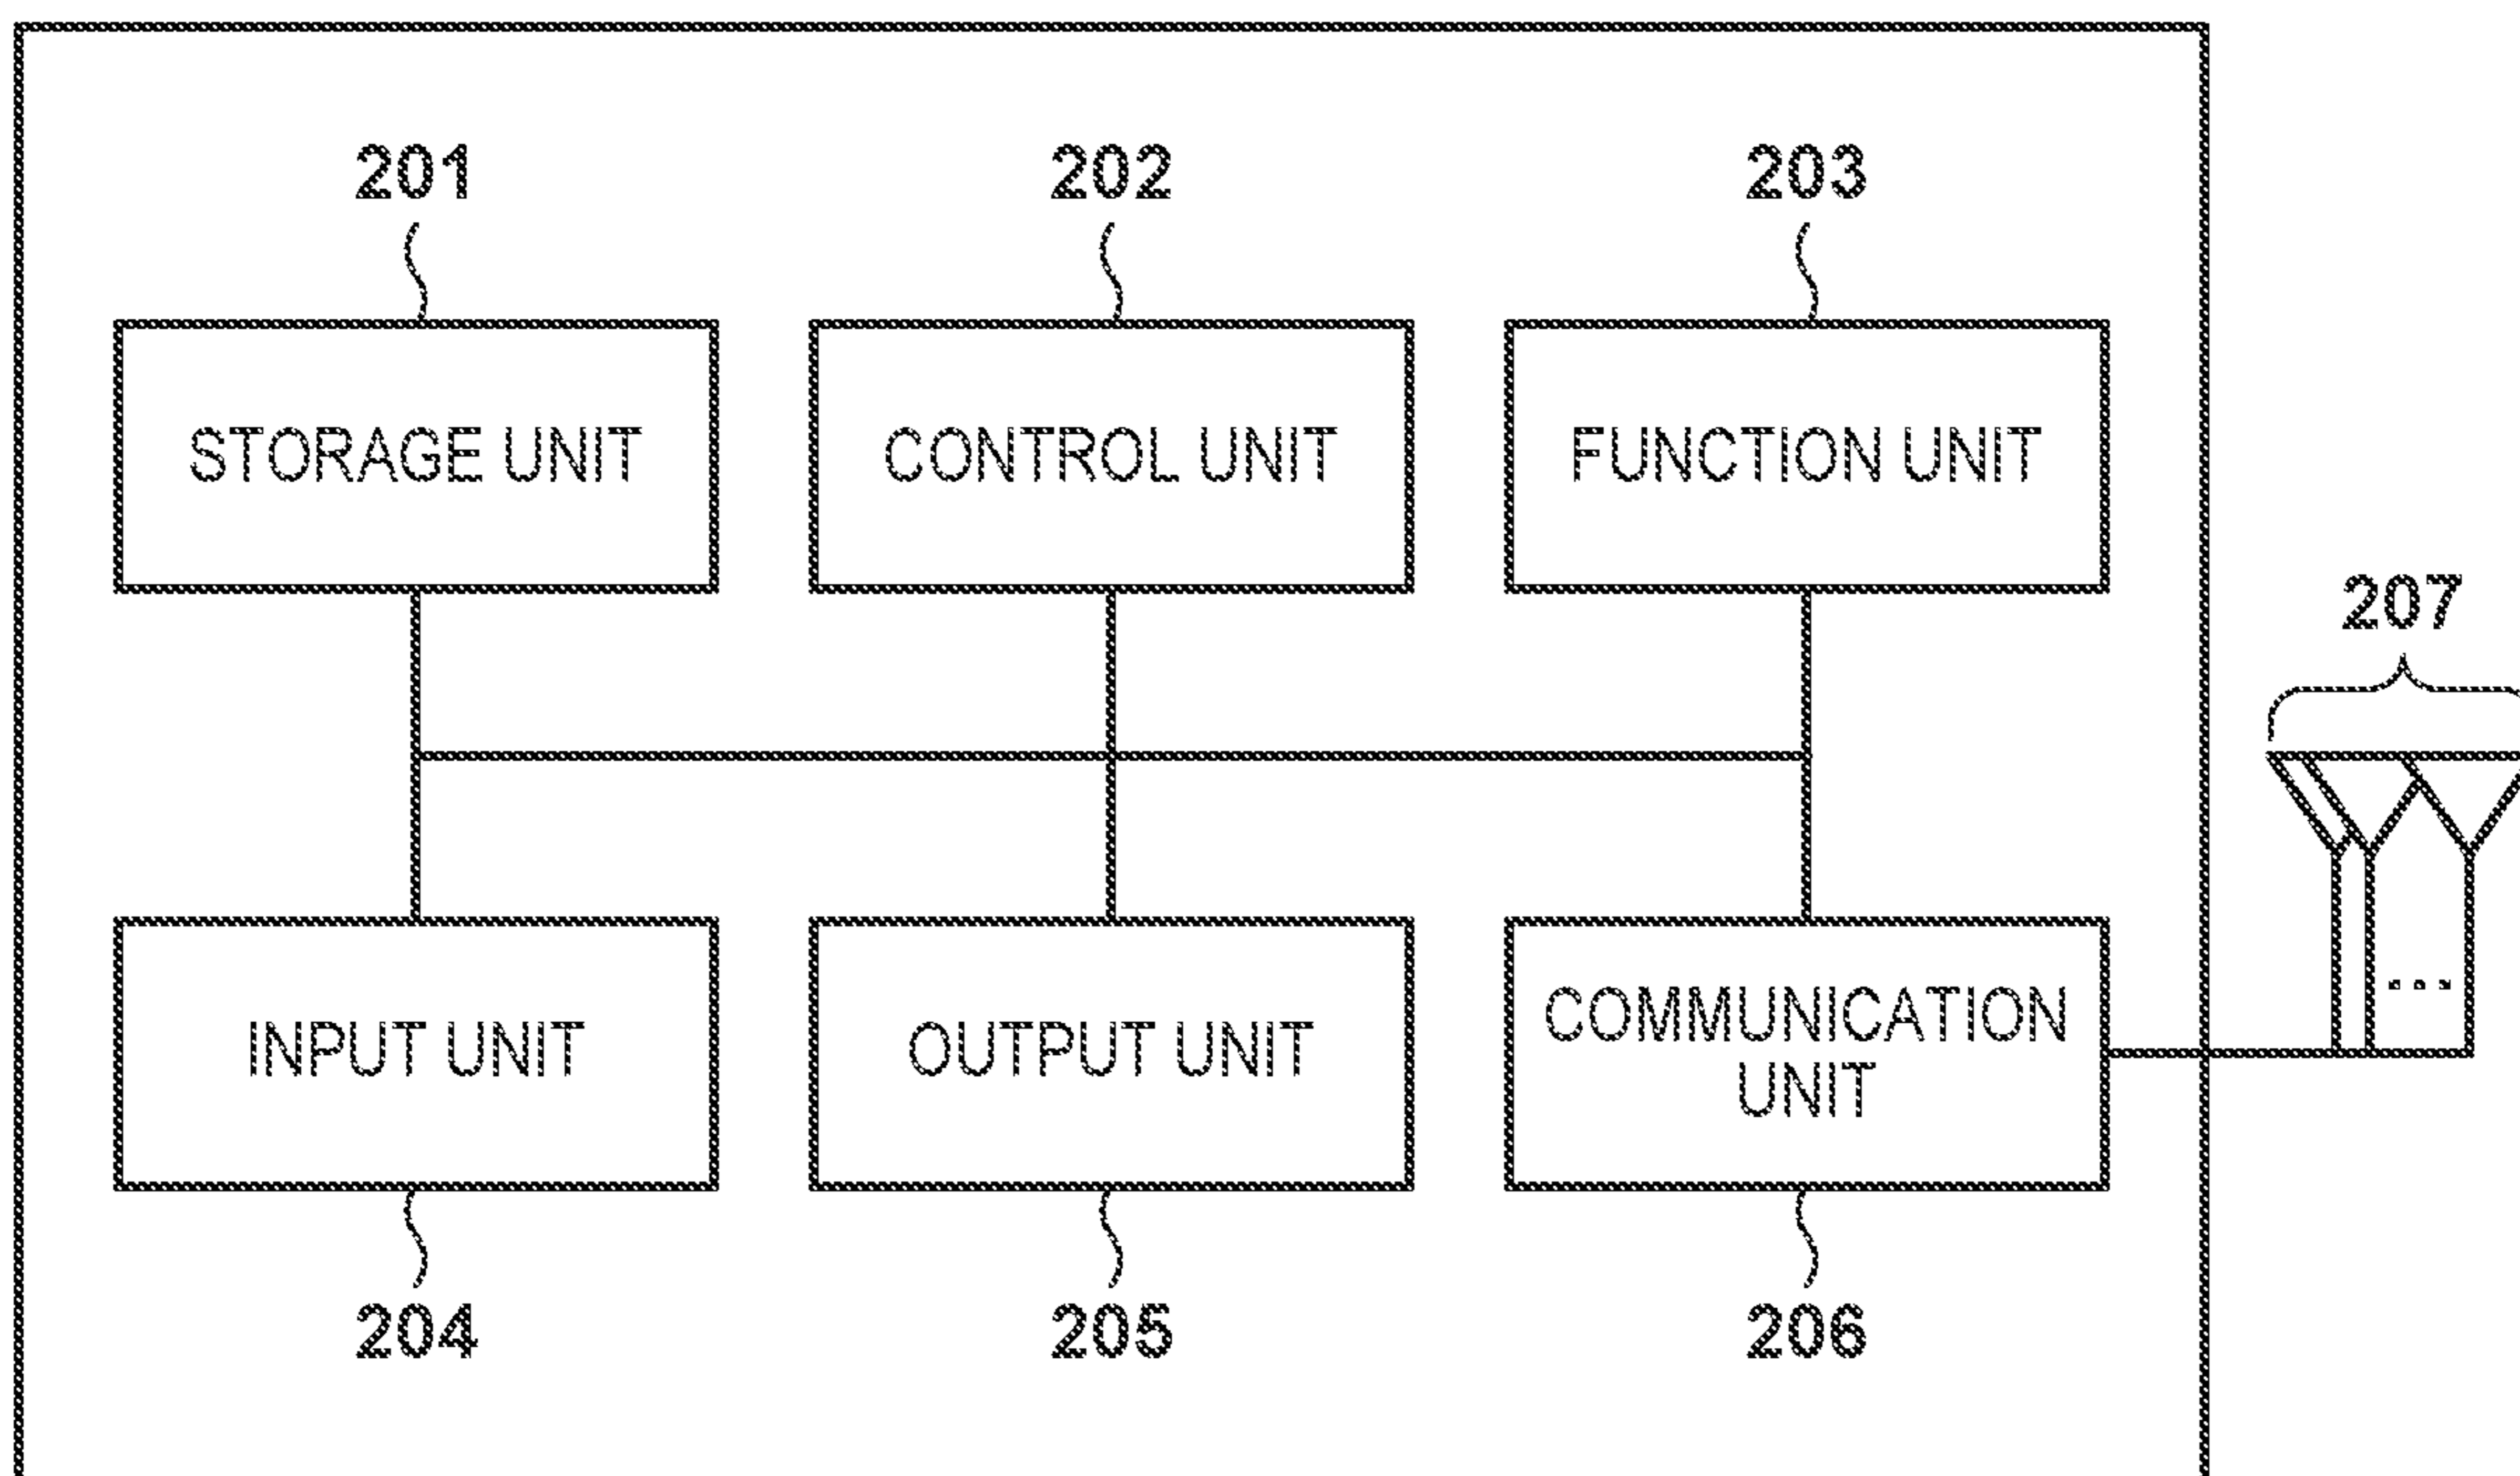 201
202
203
STORAGE UNIT
CONTROL UNIT
FUNCTION UNIT
207
INPUT UNIT
OUTPUT UNIT
COMMUNICATION
UNIT
...
204
205
206